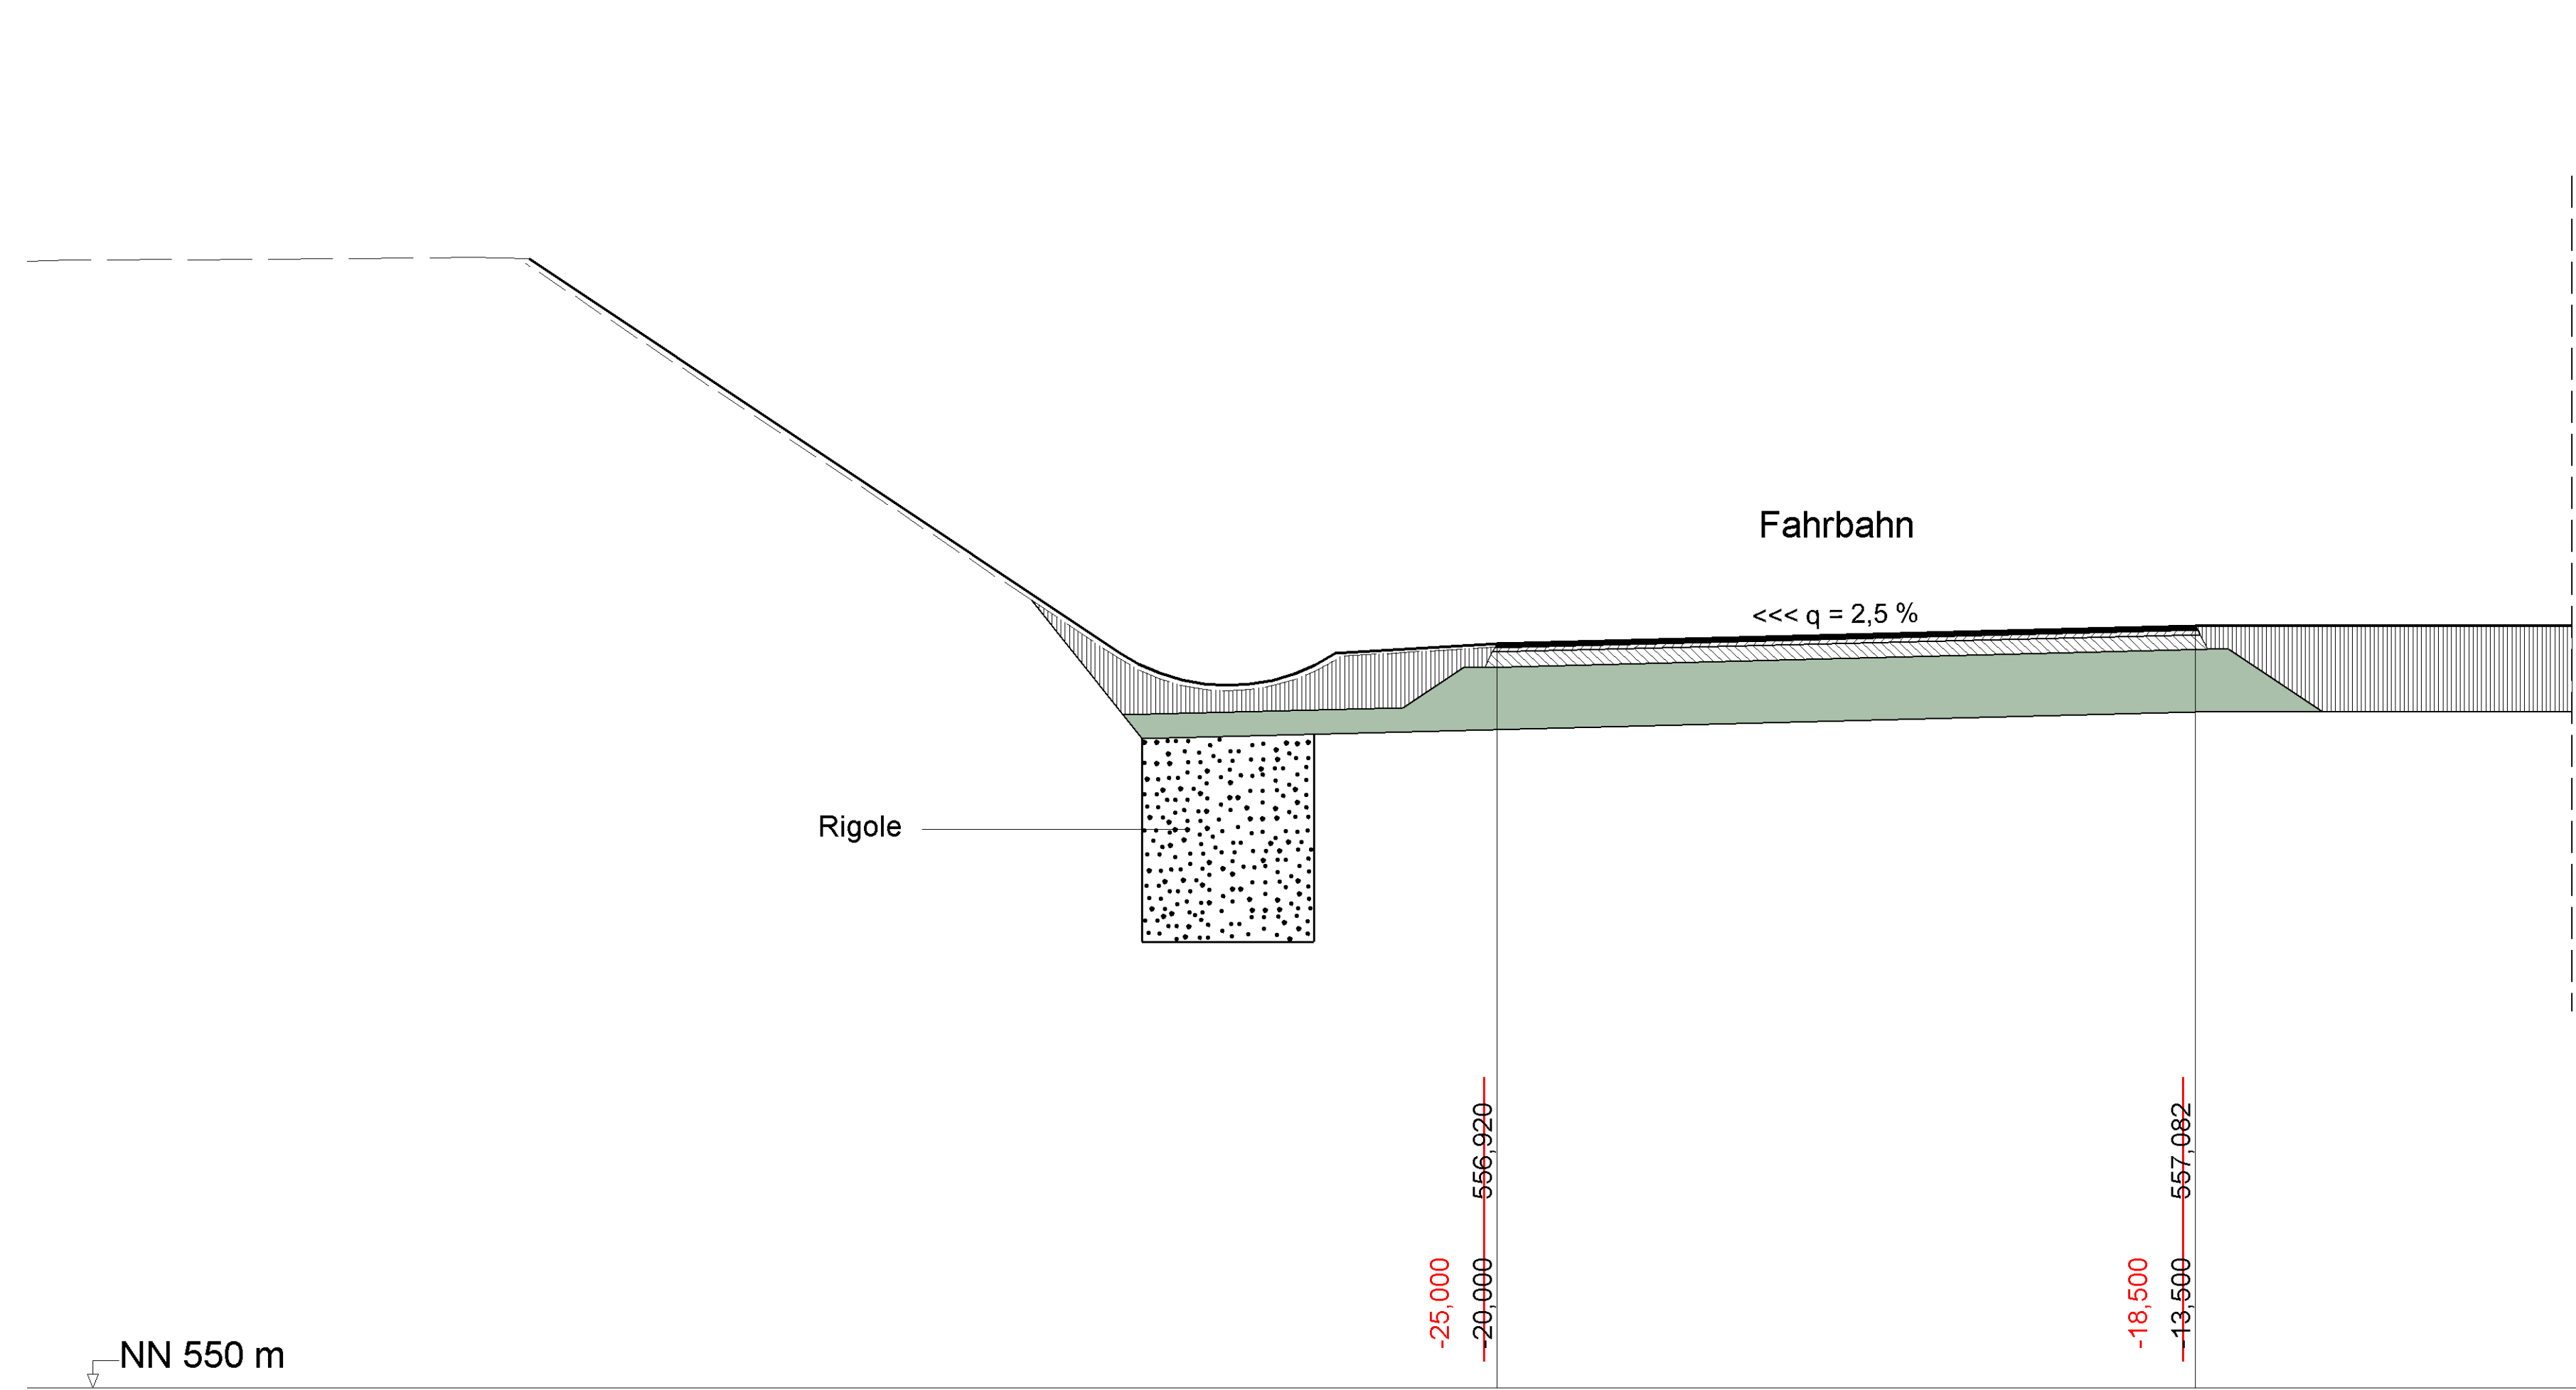 Fahrbahn
<<< q = 2,5 %
Rigole
556,920
557,082
-25,000
-20,000
-18,500
-13,500
NN 550 m